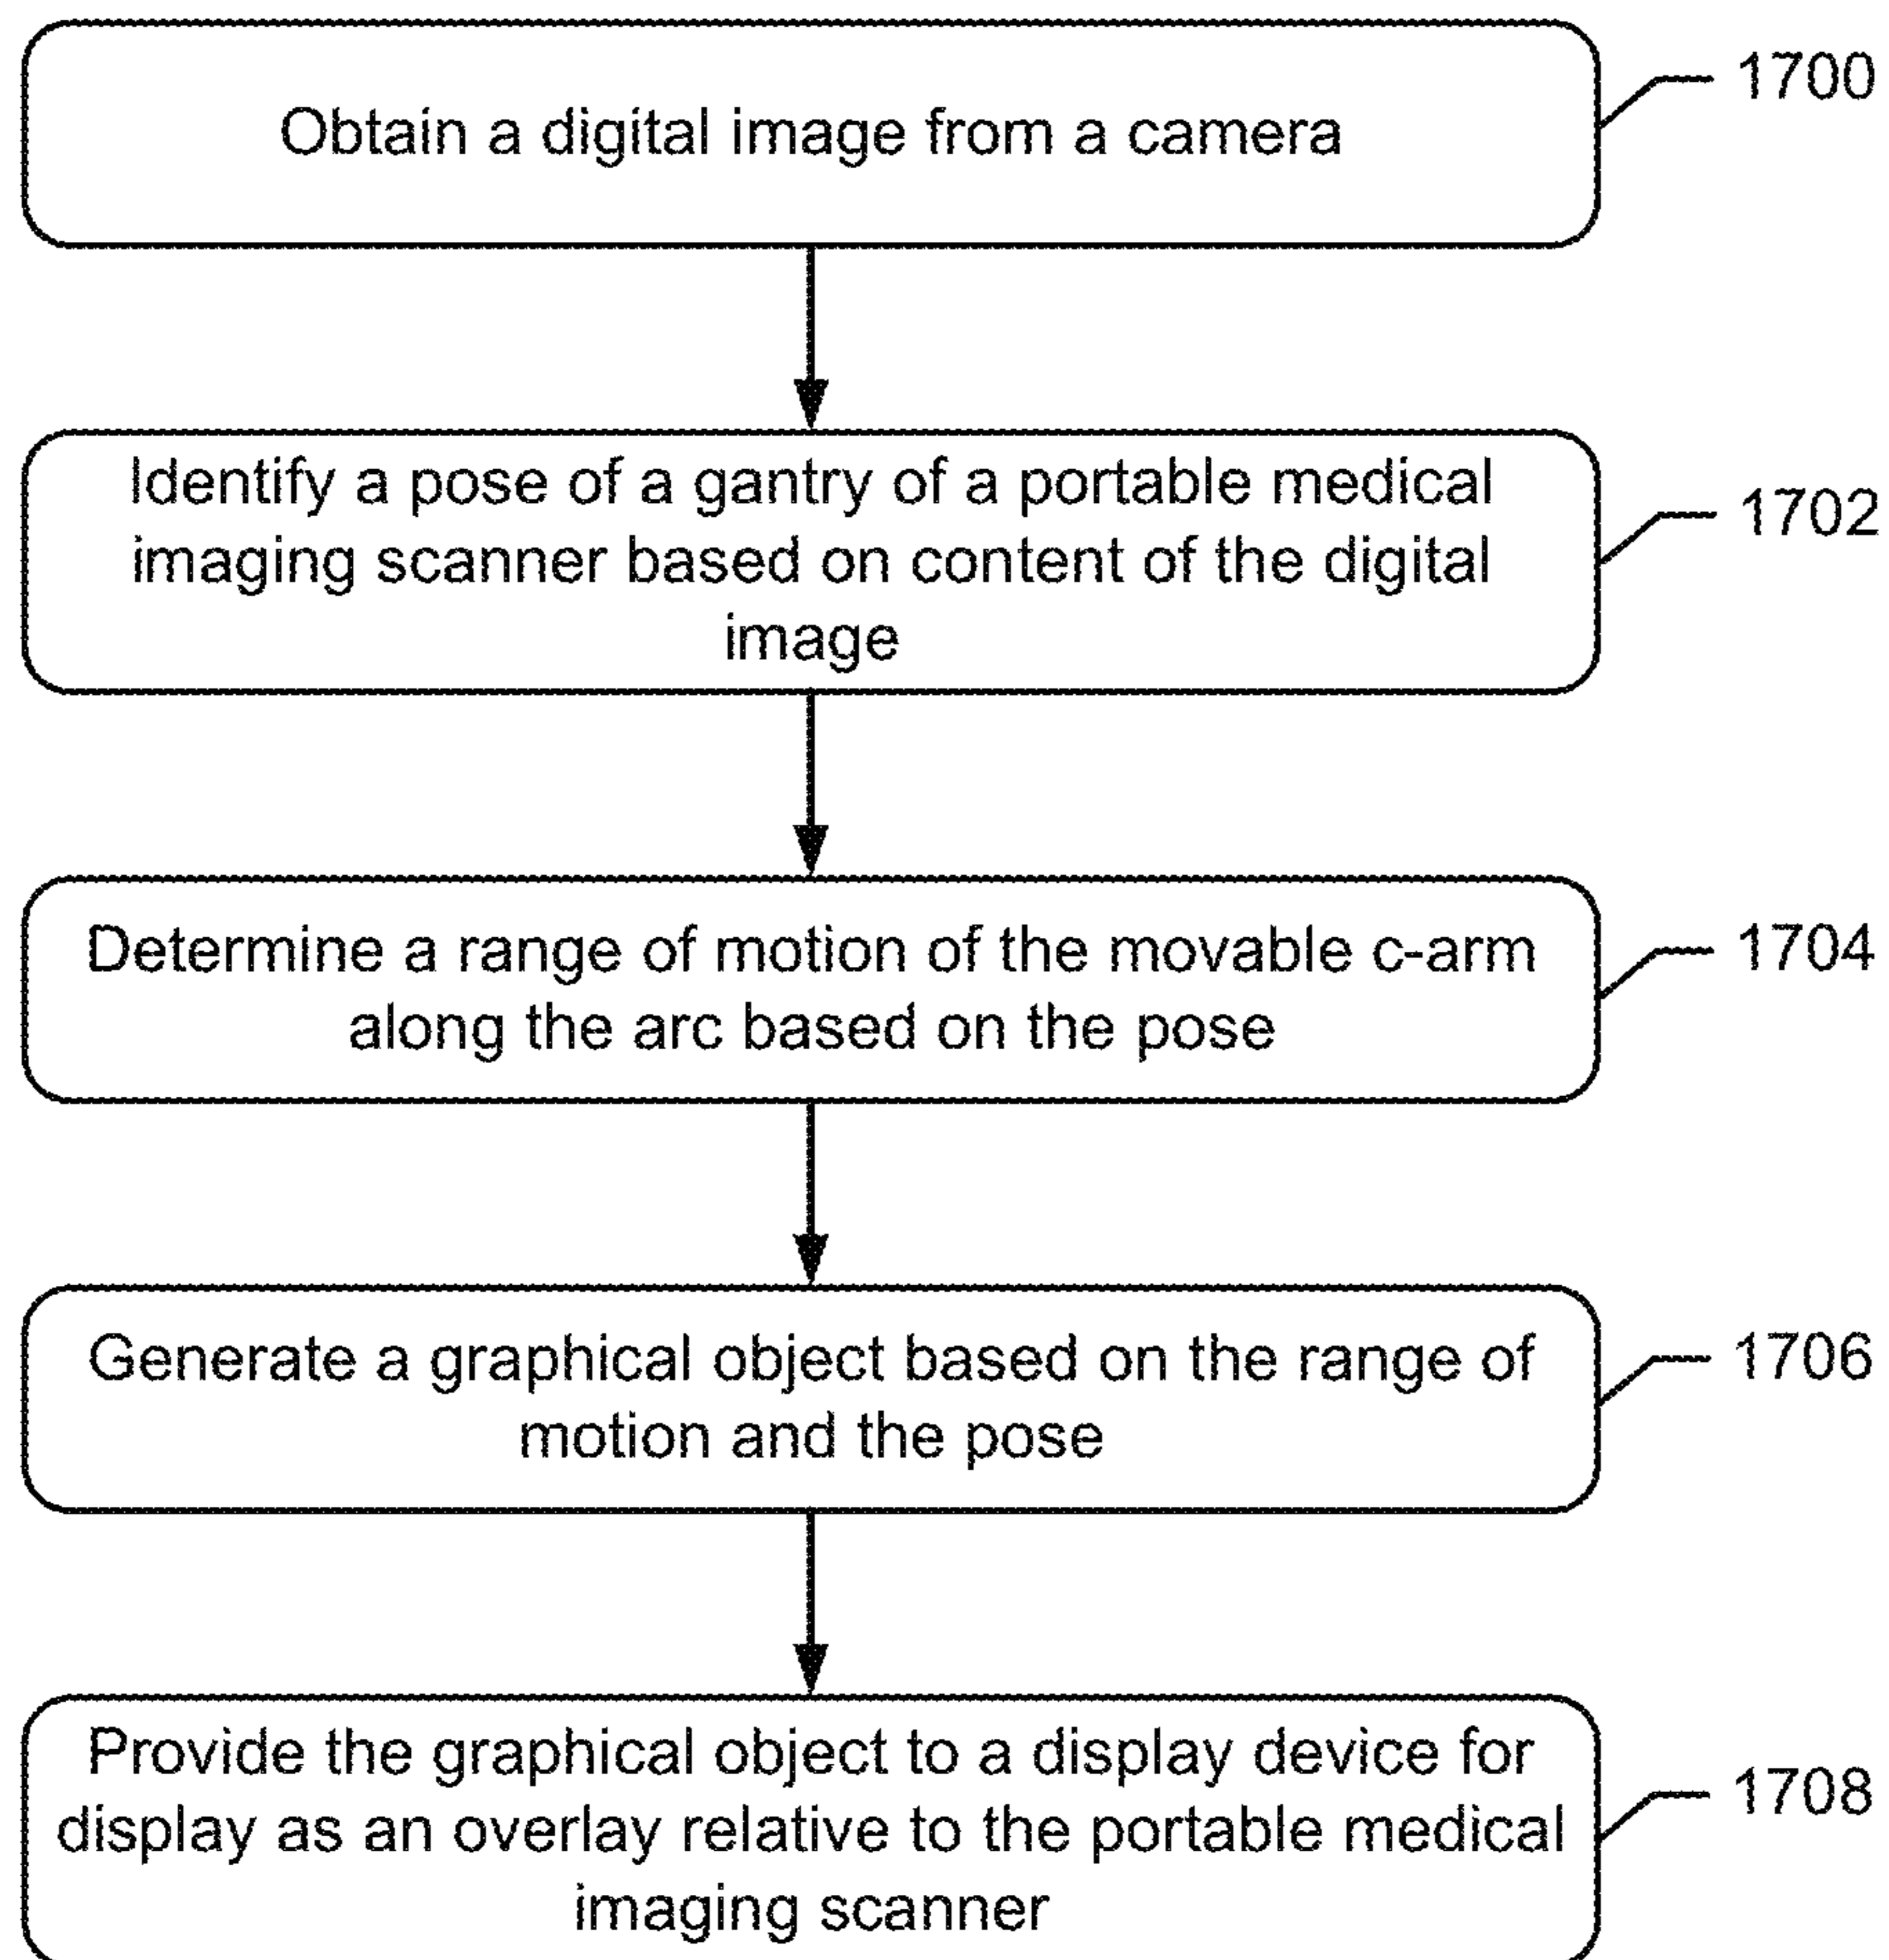 Obtain a digital image from a camera
1700
Identify a pose of a gantry of a portable medical
imaging scanner based on content of the digital
image
1702
Determine a range of motion of the movable c-arm
along the arc based on the pose
1704
Generate a graphical object based on the range of
motion and the pose
1706
Provide the graphical object to a display device for
display as an overlay relative to the portable medical
imaging scanner
1708